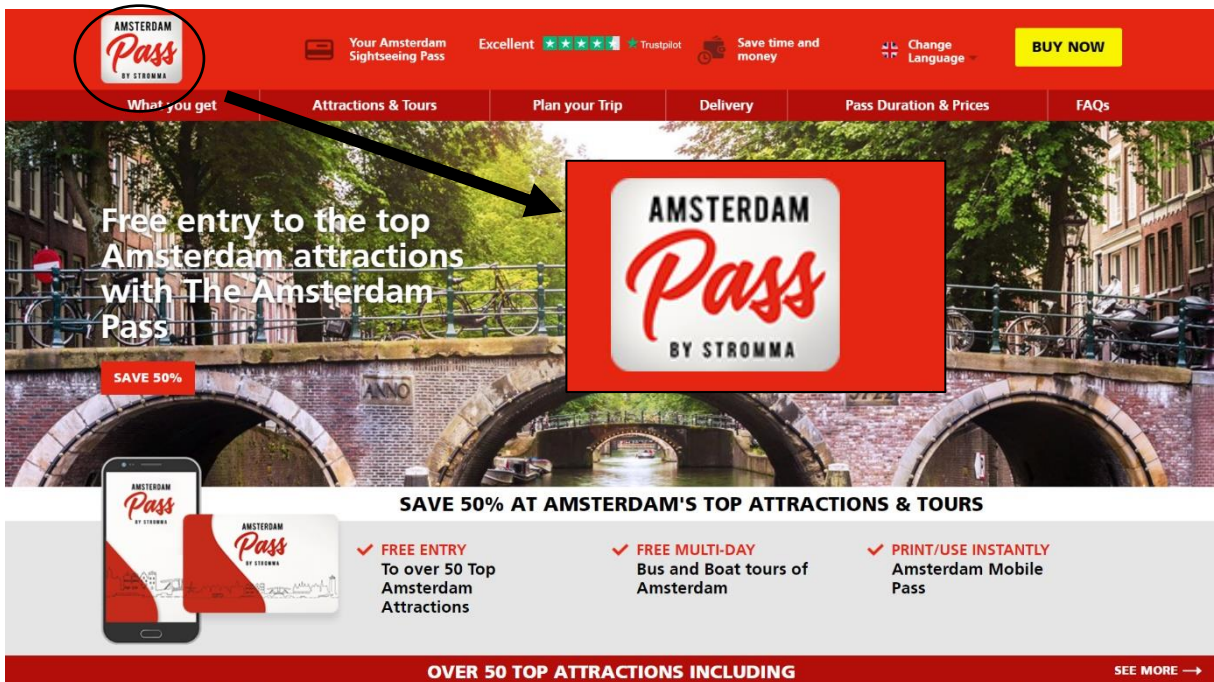 AMSTERDAM
Pass
BY STROMMA
Your Amsterdam
Sightseeing Pass
Excellent
Trustpilot
Save time and
money
Change
Language
BUY NOW
What you get
Attractions & Tours
Plan your Trip
Delivery
Pass Duration & Prices
FAQs
Free entry to the top
Amsterdam attractions
with The Amsterdam
Pass
SAVE 50%
AMSTERDAM
Pass
BY STROMMA
ANNO
SAVE 50% AT AMSTERDAM'S TOP ATTRACTIONS & TOURS
AMSTERDAM
Pass
BY STROMMA
AMSTERDAM
Pass
BY STROMMA
FREE ENTRY
To over 50 Top
Amsterdam
Attractions
FREE MULTI-DAY
Bus and Boat tours of
Amsterdam
PRINT/USE INSTANTLY
Amsterdam Mobile
Pass
OVER 50 TOP ATTRACTIONS INCLUDING
SEE MORE →